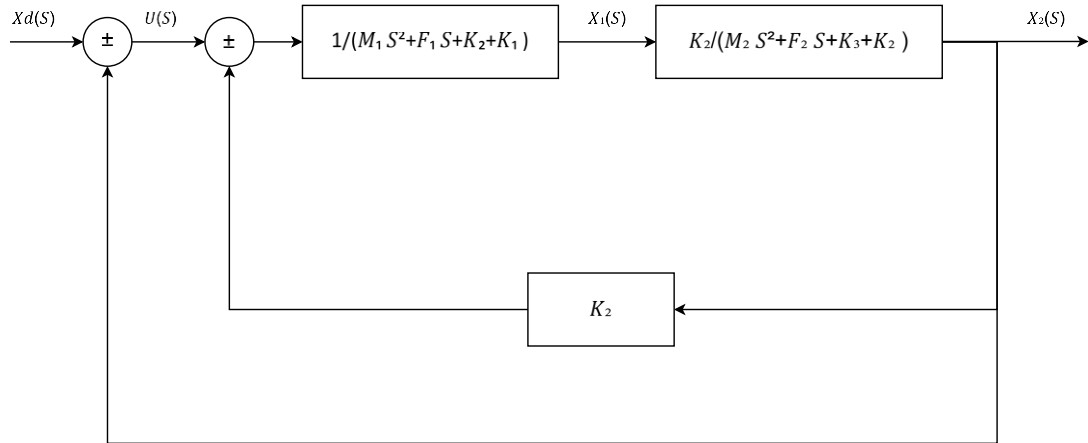 Xd(S)
±
U(S)
±
1/(M₁ S²+F₁ S+K₂+K₁ )
X₁(S)
K₂/(M₂ S²+F₂ S+K₃+K₂ )
X₂(S)
K₂